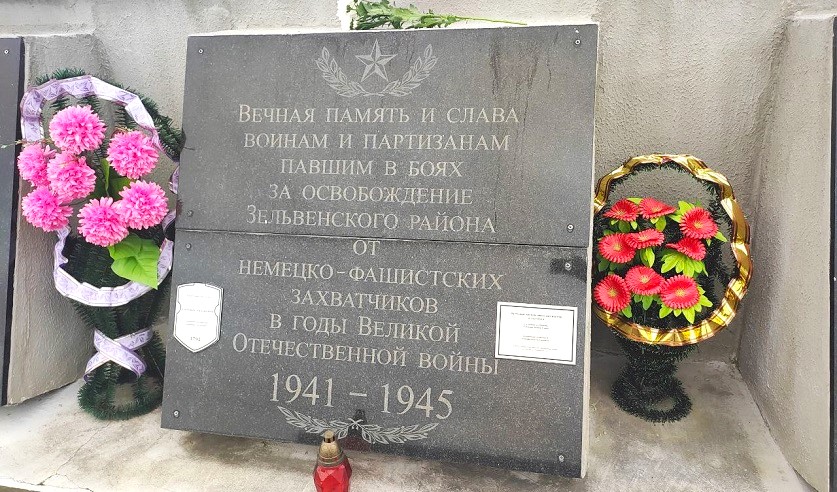 Вечная память и слава
воинам и партизанам
павшим в боях
за освобождение
Зельвенского района
от
немецко-фашистских
захватчиков
в годы Великой
Отечественной войны
1941 – 1945